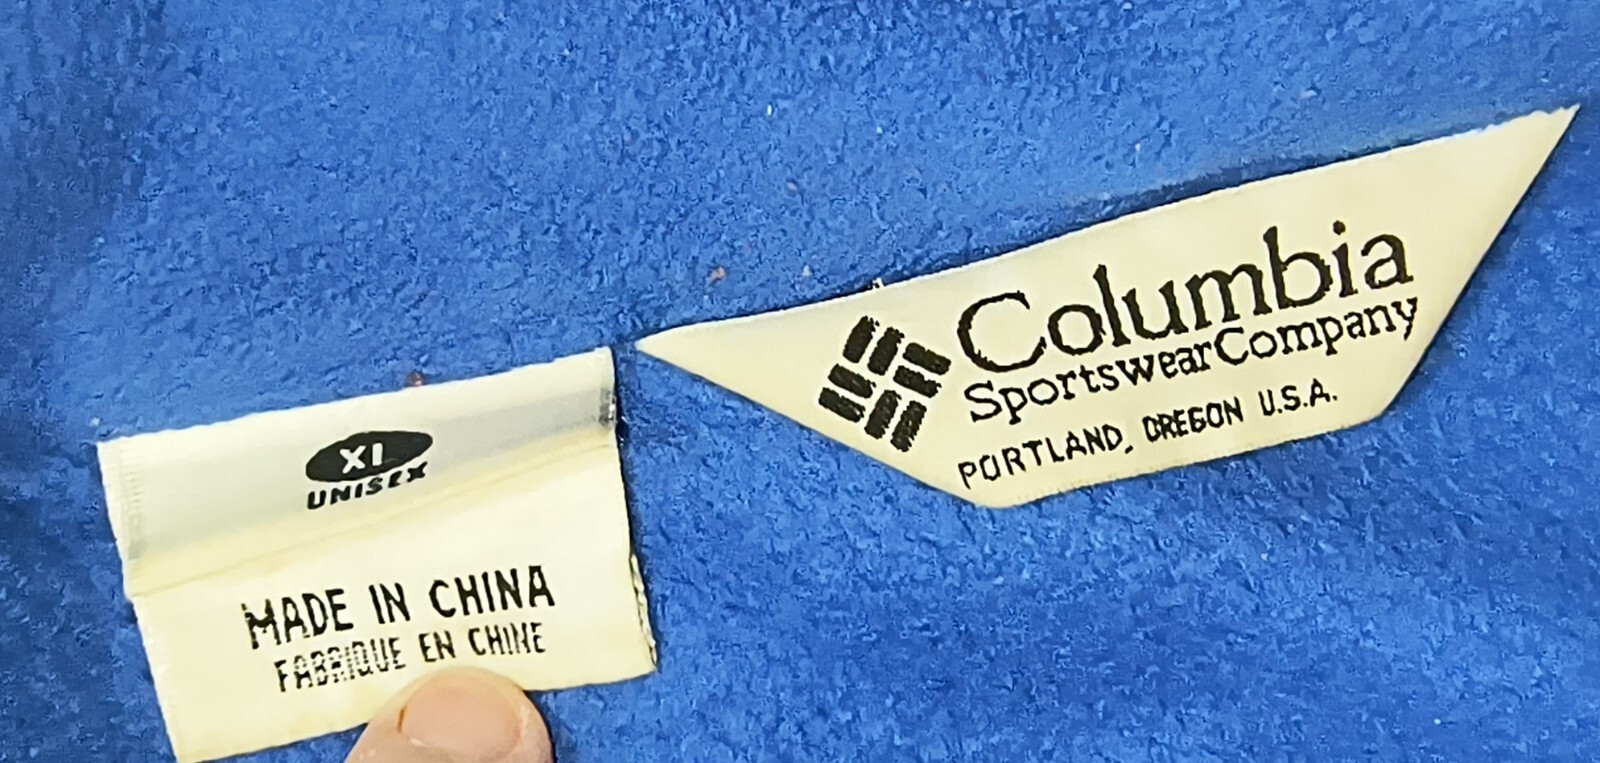 XL
UNISEX
MADE IN CHINA
FABRIQUE EN CHINE
Columbia
SportswearCompany
PORTLAND, OREGON U.S.A.